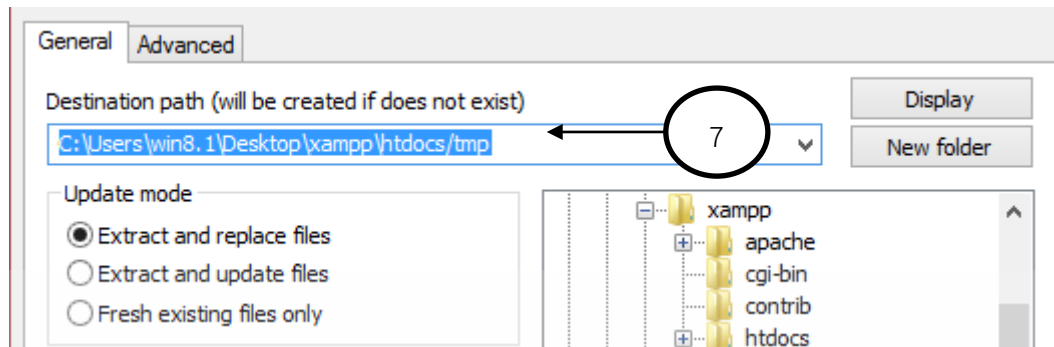 General Advanced
Destination path (will be created if does not exist) Display
C:\Users\win8.1\Desktop\xampp\htdocs/tmp 7 New folder
Update mode
Extract and replace files
Extract and update files
Fresh existing files only
xampp
apache
cgi-bin
contrib
htdocs